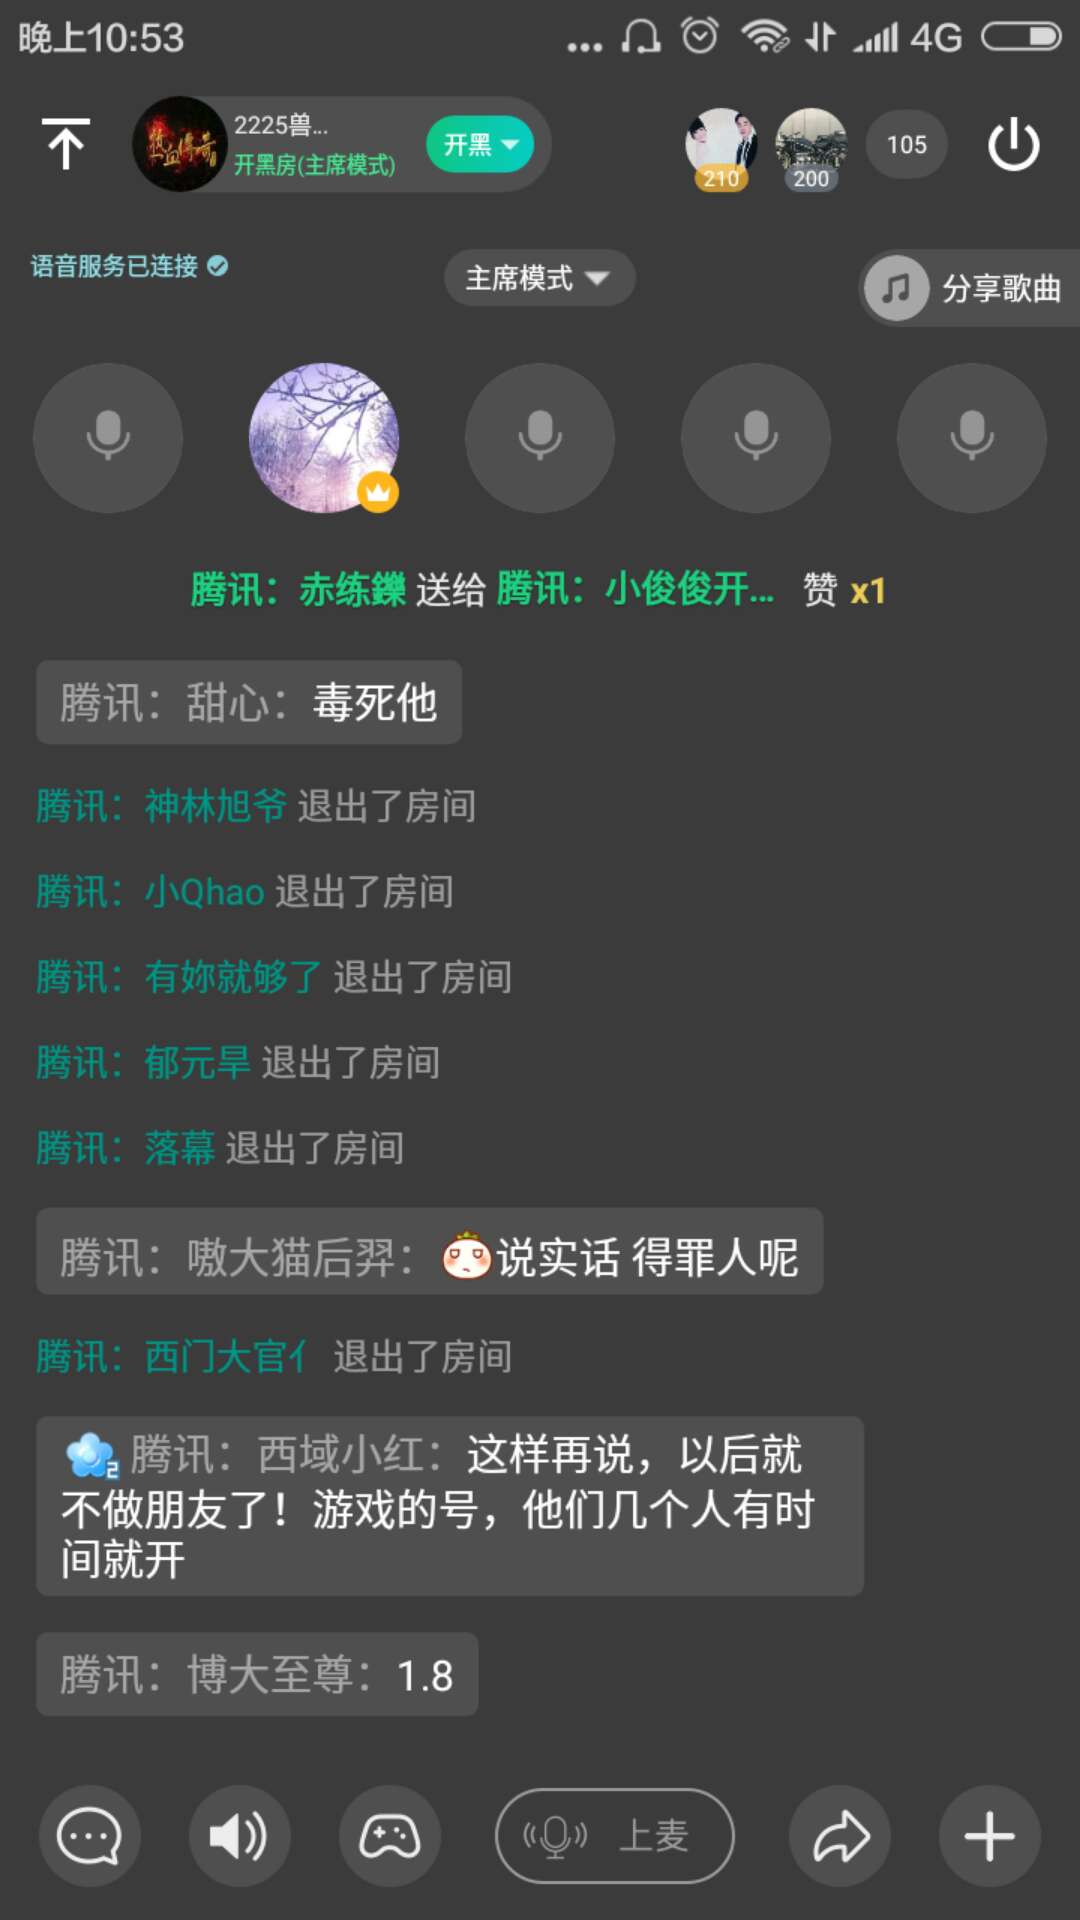 晚上10:53
4G
热血传奇
2225兽...
开黑房(主席模式)
开黑
210
200
105
语音服务已连接
主席模式
分享歌曲
腾讯：赤练鑠 送给 腾讯：小俊俊开... 赞 x1
腾讯：甜心：毒死他
腾讯：神林旭爷 退出了房间
腾讯：小Qhao 退出了房间
腾讯：有妳就够了 退出了房间
腾讯：郁元旱 退出了房间
腾讯：落幕 退出了房间
腾讯：嗷大猫后羿：说实话 得罪人呢
腾讯：西门大官亻 退出了房间
2 腾讯：西域小红：这样再说，以后就
不做朋友了！游戏的号，他们几个人有时
间就开
腾讯：博大至尊：1.8
上麦